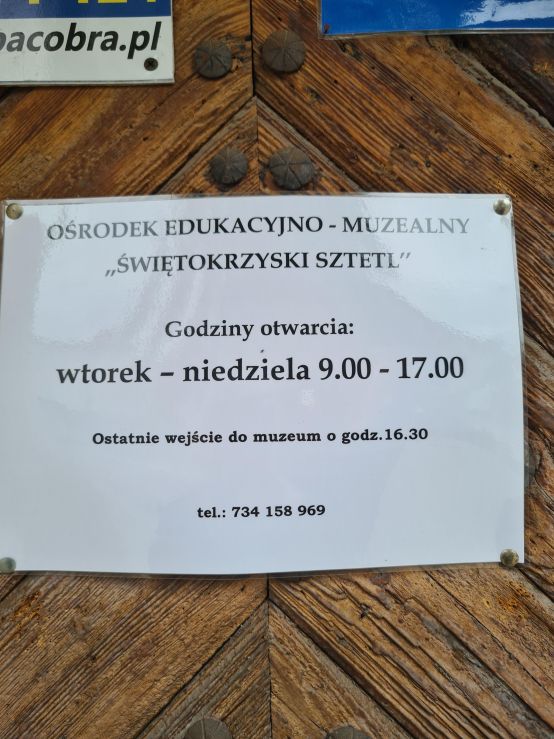 pacobra.pl
OŚRODEK EDUKACYJNO - MUZEALNY
„ŚWIĘTOKRZYSKI SZTETL”
Godziny otwarcia:
wtorek – niedziela 9.00 - 17.00
Ostatnie wejście do muzeum o godz.16.30
tel.: 734 158 969